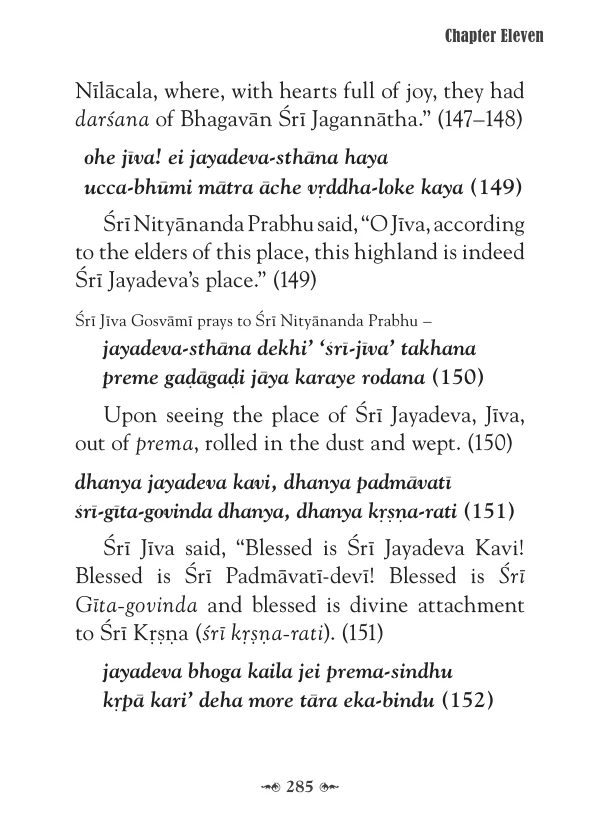 Chapter Eleven
Nīlācala, where, with hearts full of joy, they had
darśana of Bhagavān Śrī Jagannātha.” (147–148)
ohe jīva! ei jayadeva-sthāna haya
ucca-bhūmi mātra āche vṛddha-loke kaya (149)
Śrī Nityānanda Prabhu said, “O Jīva, according
to the elders of this place, this highland is indeed
Śrī Jayadeva’s place.” (149)
Śrī Jīva Gosvāmī prays to Śrī Nityānanda Prabhu –
jayadeva-sthāna dekhi’ ‘śrī-jīva’ takhana
preme gaḍāgaḍi jāya karaye rodana (150)
Upon seeing the place of Śrī Jayadeva, Jīva,
out of prema, rolled in the dust and wept. (150)
dhanya jayadeva kavi, dhanya padmāvatī
śrī-gīta-govinda dhanya, dhanya kṛṣṇa-rati (151)
Śrī Jīva said, “Blessed is Śrī Jayadeva Kavi!
Blessed is Śrī Padmāvatī-devī! Blessed is Śrī
Gīta-govinda and blessed is divine attachment
to Śrī Kṛṣṇa (śrī kṛṣṇa-rati). (151)
jayadeva bhoga kaila jei prema-sindhu
kṛpā kari’ deha more tāra eka-bindu (152)
285